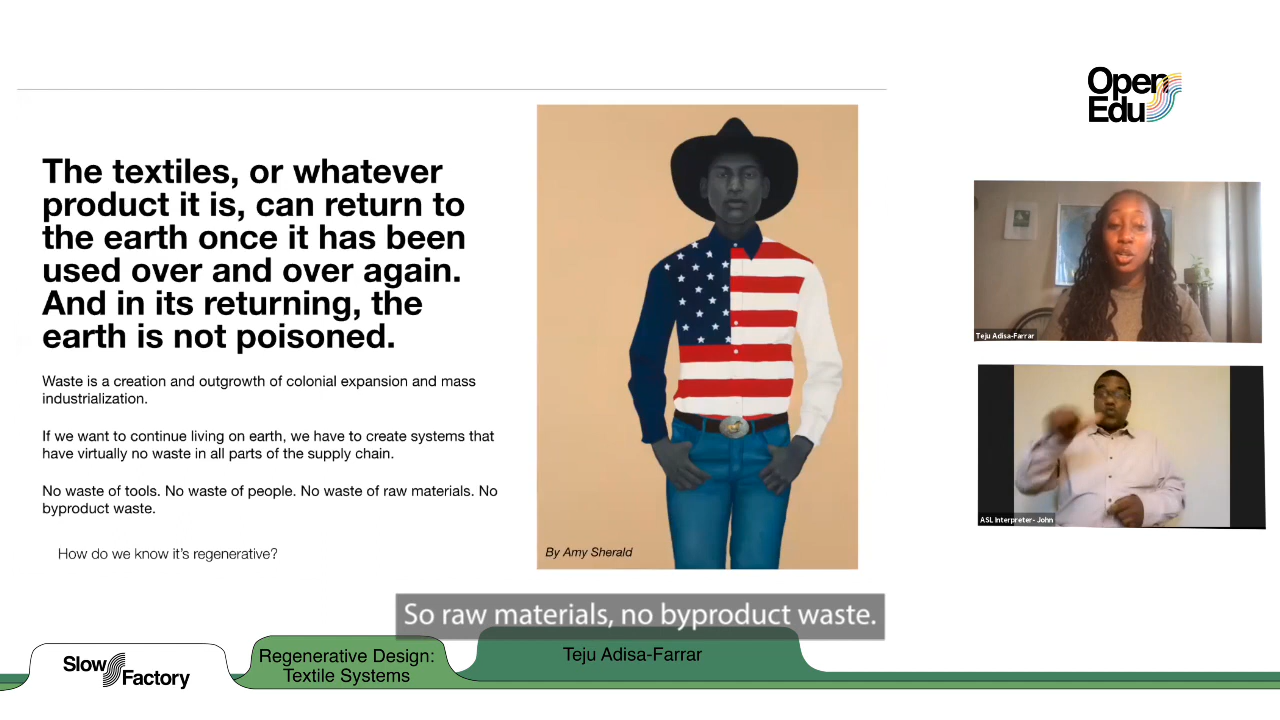 Open
Edu
The textiles, or whatever
product it is, can return to
the earth once it has been
used over and over again.
And in its returning, the
earth is not poisoned.
Waste is a creation and outgrowth of colonial expansion and mass
industrialization.
If we want to continue living on earth, we have to create systems that
have virtually no waste in all parts of the supply chain.
No waste of tools. No waste of people. No waste of raw materials. No
byproduct waste.
How do we know it's regenerative?
By Amy Sherald
Teju Adisa-Farrar
ASL Interpreter- John
So raw materials, no byproduct waste.
Slow
Factory
Regenerative Design:
Textile Systems
Teju Adisa-Farrar